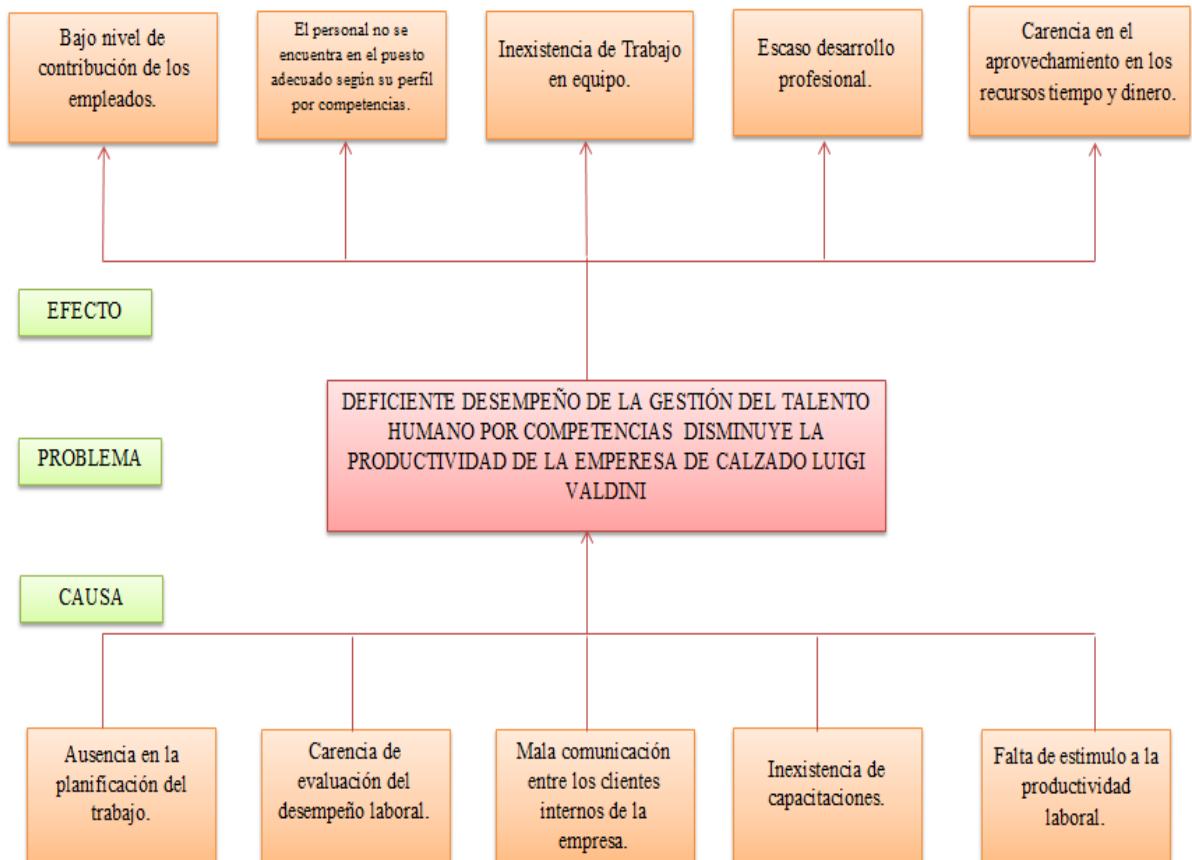 Bajo nivel de
contribución de los
empleados.
El personal no se
encuentra en el puesto
adecuado según su perfil
por competencias.
Inexistencia de Trabajo
en equipo.
Escaso desarrollo
profesional.
Carencia en el
aprovechamiento en los
recursos tiempo y dinero.
EFECTO
DEFICIENTE DESEMPEÑO DE LA GESTIÓN DEL TALENTO
HUMANO POR COMPETENCIAS DISMINUYE LA
PRODUCTIVIDAD DE LA EMPERESA DE CALZADO LUIGI
VALDINI
PROBLEMA
CAUSA
Ausencia en la
planificación del
trabajo.
Carencia de
evaluación del
desempeño laboral.
Mala comunicación
entre los clientes
internos de la
empresa.
Inexistencia de
capacitaciones.
Falta de estimulo a la
productividad
laboral.